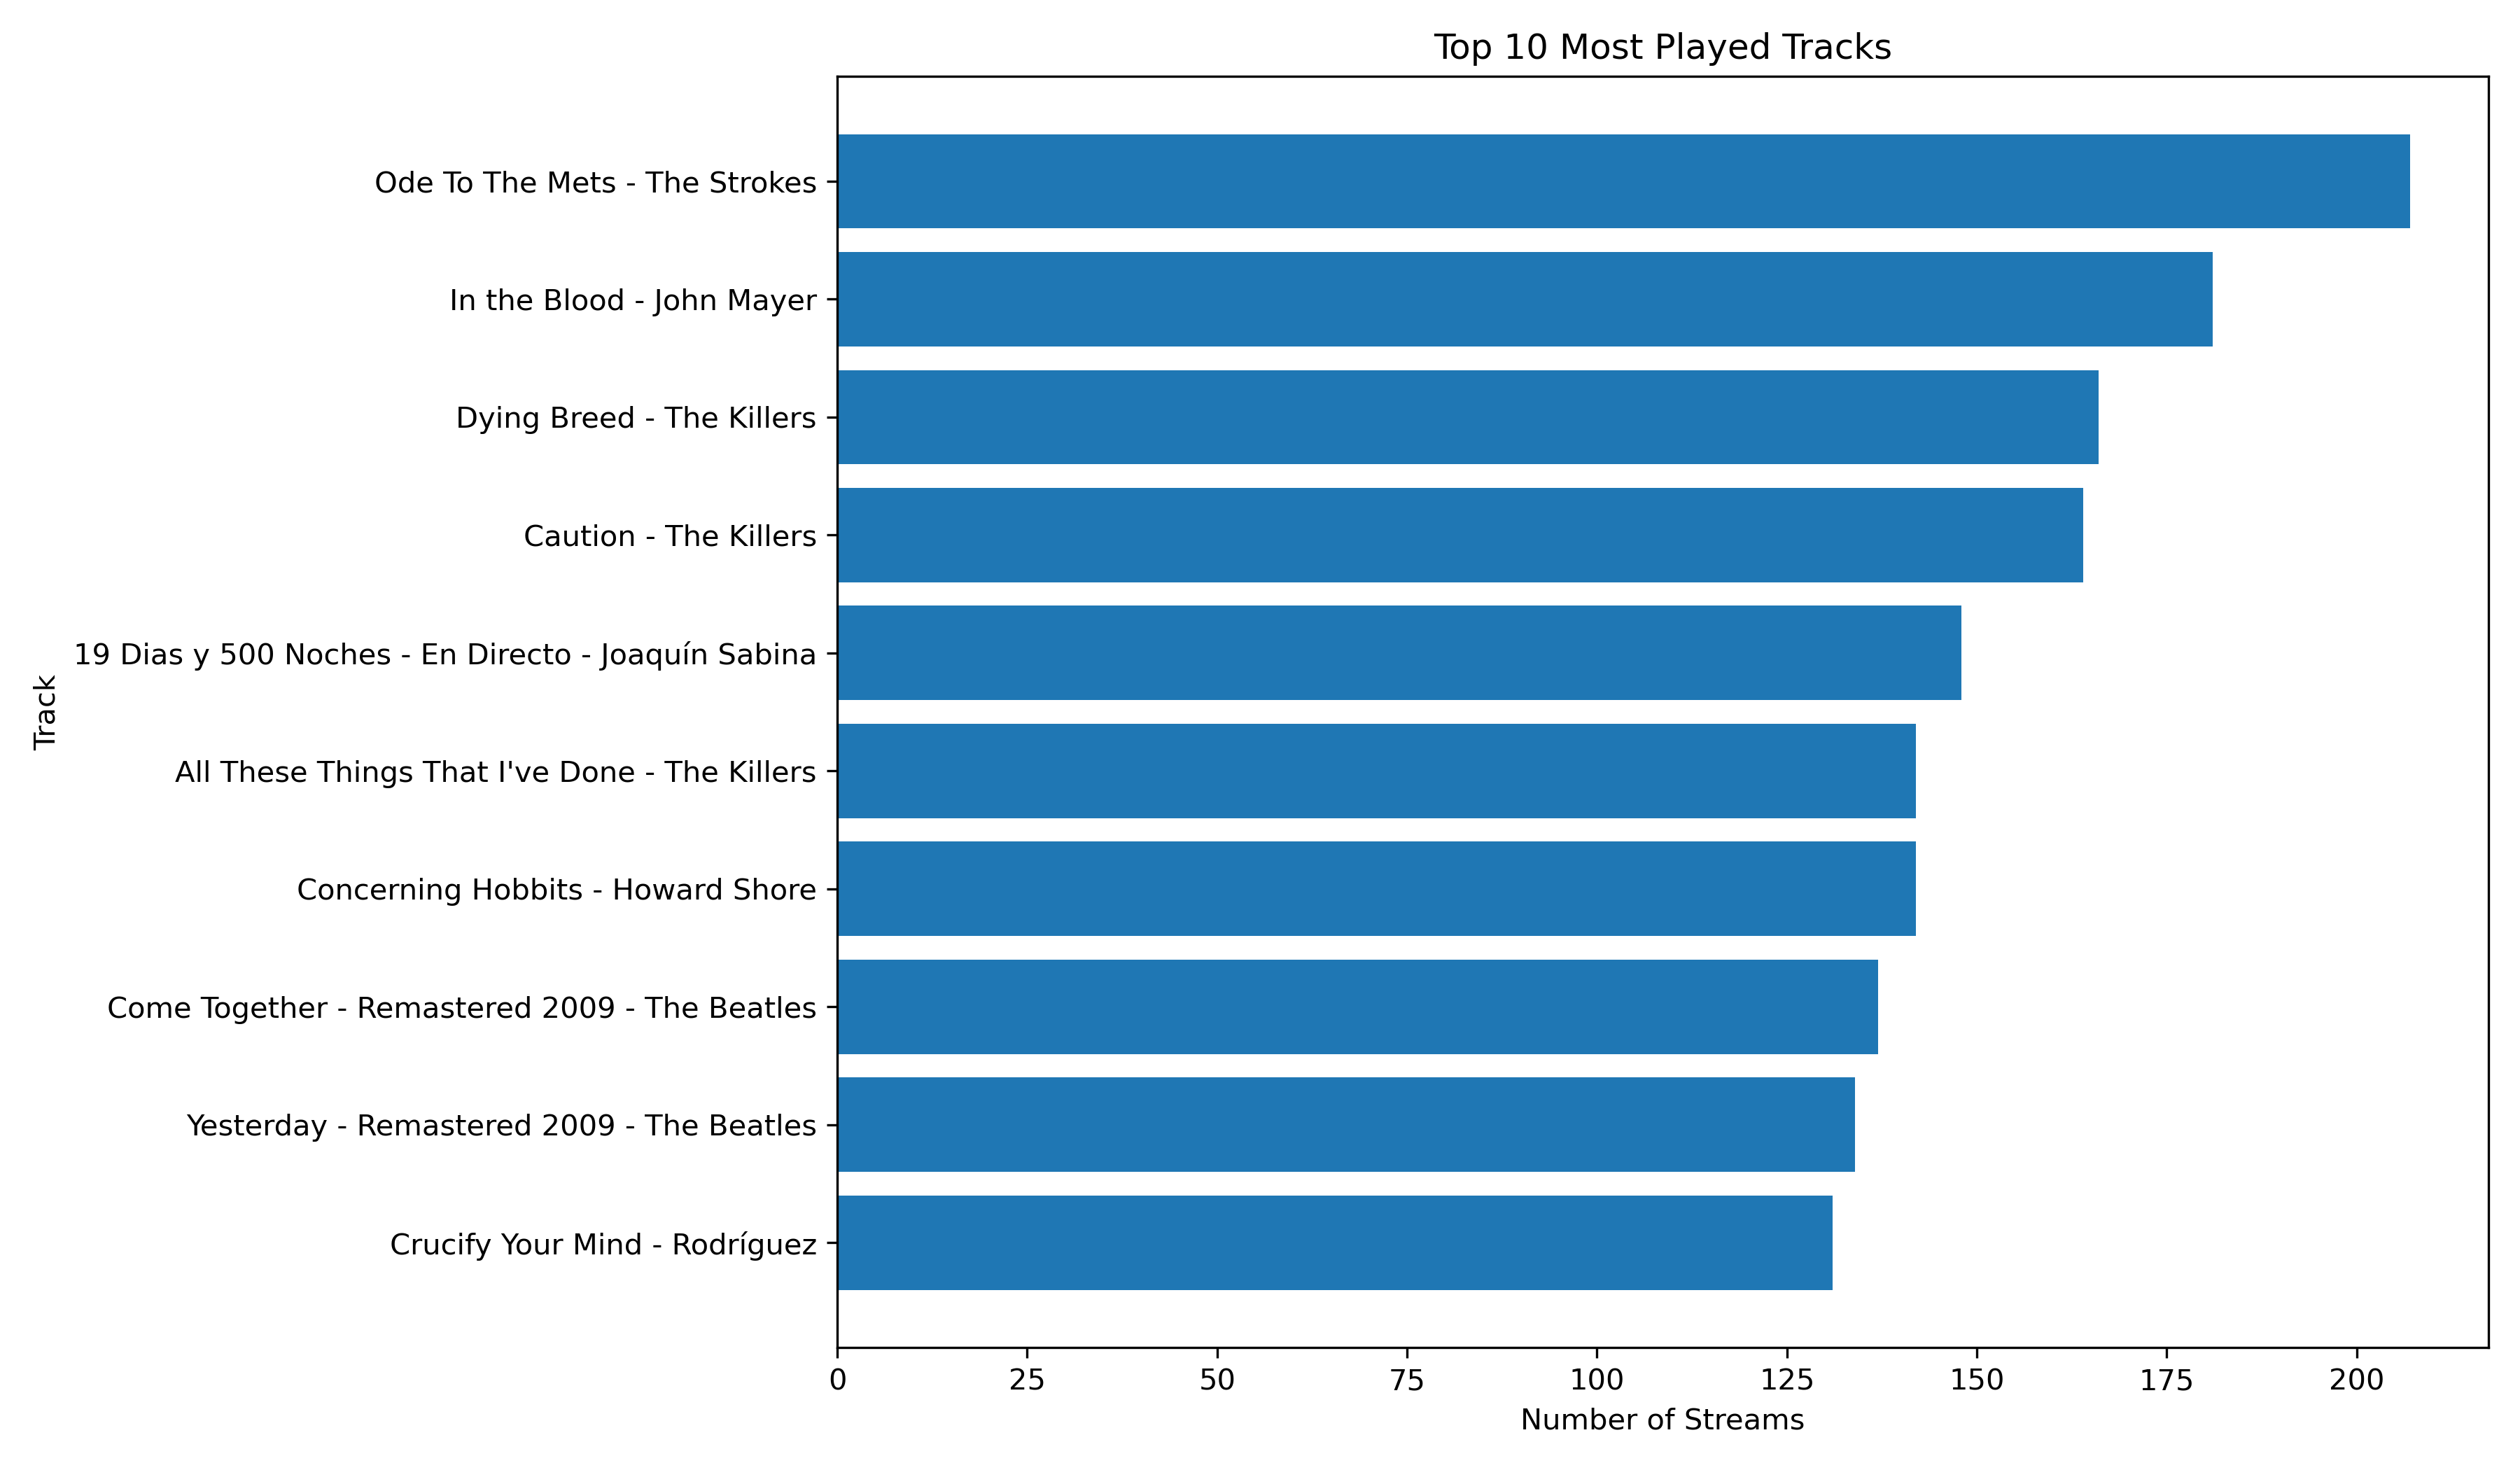 Top 10 Most Played Tracks
Ode To The Mets - The Strokes
In the Blood - John Mayer
Dying Breed - The Killers
Caution - The Killers
19 Dias y 500 Noches - En Directo - Joaquín Sabina
All These Things That I've Done - The Killers
Concerning Hobbits - Howard Shore
Come Together - Remastered 2009 - The Beatles
Yesterday - Remastered 2009 - The Beatles
Crucify Your Mind - Rodríguez
Track
0 25 50 75 100 125 150 175 200
Number of Streams